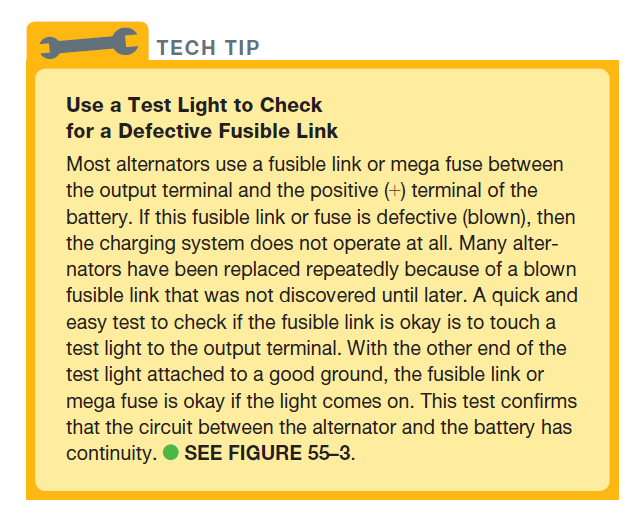 TECH TIP
Use a Test Light to Check
for a Defective Fusible Link
Most alternators use a fusible link or mega fuse between
the output terminal and the positive (+) terminal of the
battery. If this fusible link or fuse is defective (blown), then
the charging system does not operate at all. Many alter-
nators have been replaced repeatedly because of a blown
fusible link that was not discovered until later. A quick and
easy test to check if the fusible link is okay is to touch a
test light to the output terminal. With the other end of the
test light attached to a good ground, the fusible link or
mega fuse is okay if the light comes on. This test confirms
that the circuit between the alternator and the battery has
continuity. ● SEE FIGURE 55–3.